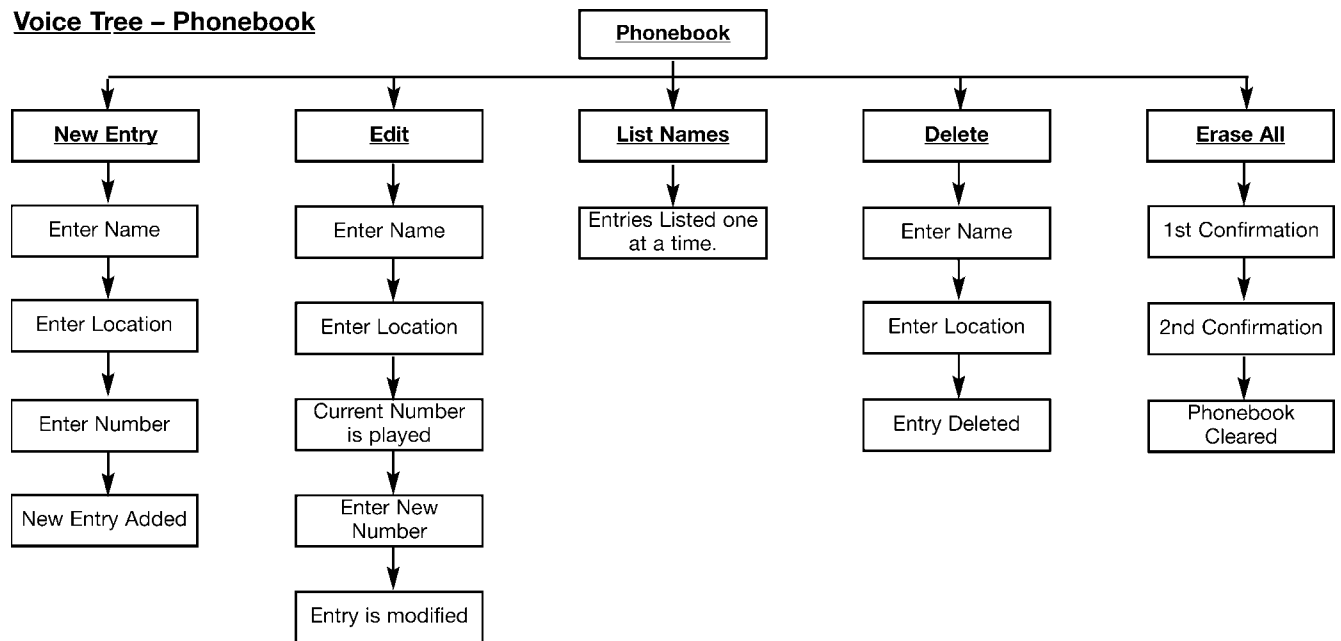 Voice Tree – Phonebook
Phonebook
New Entry
Edit
List Names
Delete
Erase All
Enter Name
Enter Name
Entries Listed one
at a time.
Enter Name
1st Confirmation
Enter Location
Enter Location
Enter Location
2nd Confirmation
Enter Number
Current Number
is played
Entry Deleted
Phonebook
Cleared
New Entry Added
Enter New
Number
Entry is modified